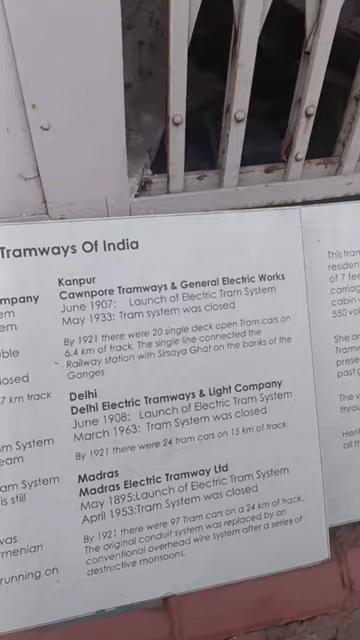 Tramways Of India
mpany
em
em
ble
losed
7 km track
m System
eam
am System
is still
was
menian
running on
Kanpur
Cawnpore Tramways & General Electric Works
June 1907: Launch of Electric Tram System
May 1933: Tram system was closed
By 1921 there were 20 single deck open Tram cars on
6.4 km of track. The single line connected the
Railway station with Sirsaya Ghat on the banks of the
Ganges
Delhi
Delhi Electric Tramways & Light Company
June 1908: Launch of Electric Tram System
March 1963: Tram System was closed
By 1921 there were 24 tram cars on 15 km of track
Madras
Madras Electric Tramway Ltd
May 1895:Launch of Electric Tram System
April 1953:Tram System was closed
By 1921 there were 97 Tram cars on a 24 km of track.
The original conduit system was replaced by an
conventional overhead wire system after a series of
destructive monsoons.
This tram
residen
of 7 fee
carriag
cabin
550vol
She ar
Tramw
prese
past g
The v
throu
Herit
all th